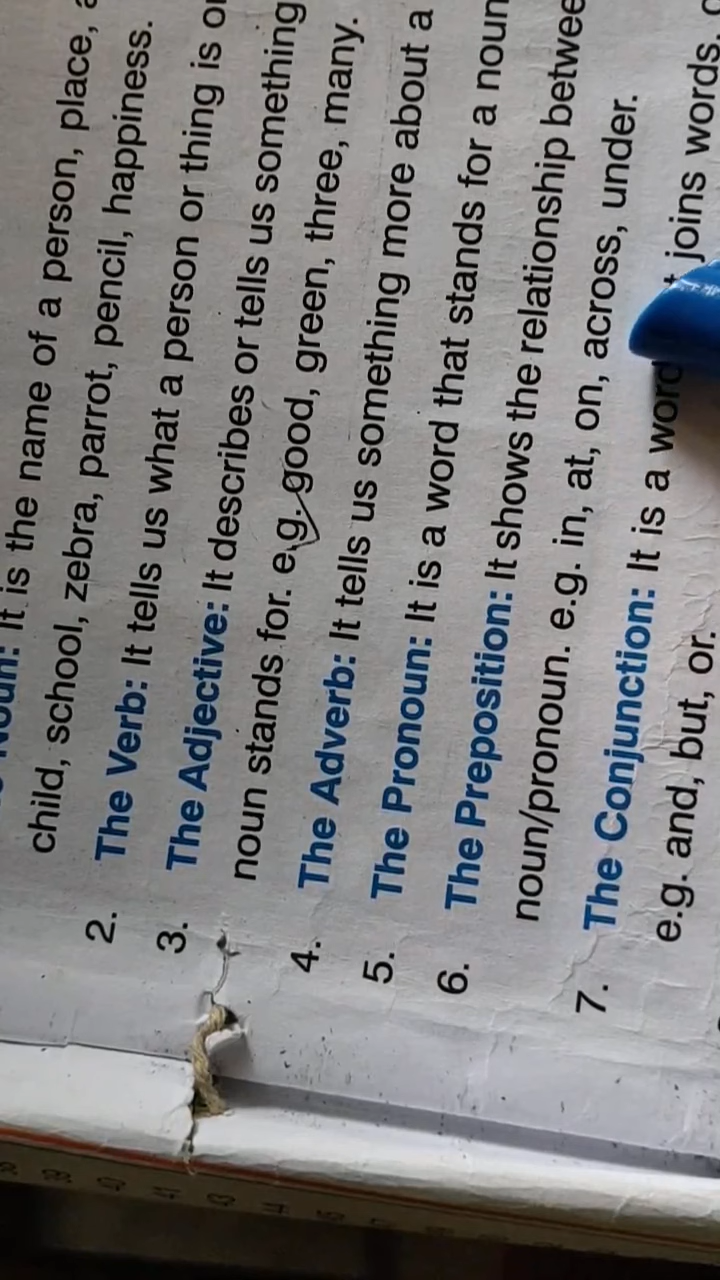 Noun: It is the name of a person, place,
child, school, zebra, parrot, pencil, happiness.
2. The Verb: It tells us what a person or thing is
3. The Adjective: It describes or tells us something
noun stands for. e.g. good, green, three, many.
4. The Adverb: It tells us something more about a
5. The Pronoun: It is a word that stands for a noun
6. The Preposition: It shows the relationship betwee
noun/pronoun. e.g. in, at, on, across, under.
7. The Conjunction: It is a word joins words,
e.g. and, but, or.